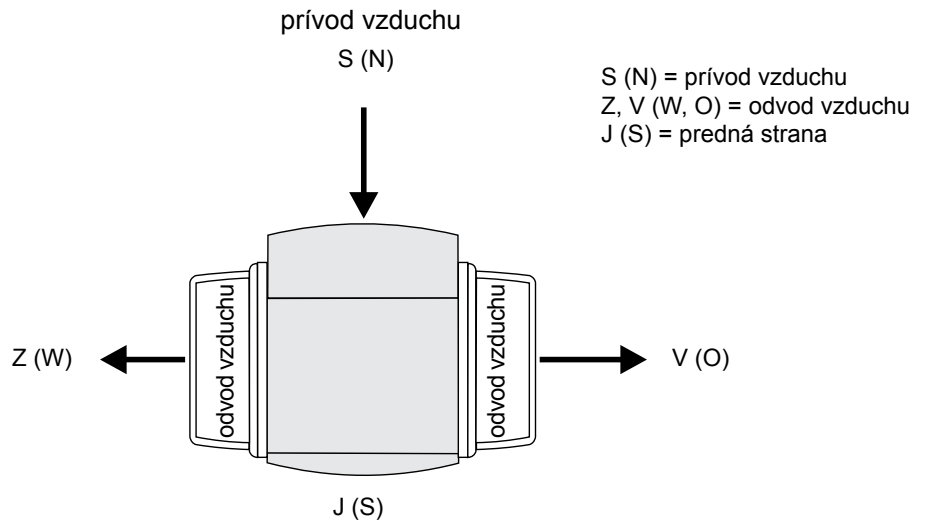 prívod vzduchu
S (N)
S (N) = prívod vzduchu
Z, V (W, O) = odvod vzduchu
J (S) = predná strana
Z (W)
odvod vzduchu
odvod vzduchu
V (O)
J (S)